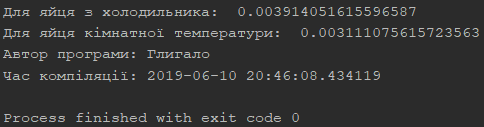 Для яйця з холодильника:  0.003914051615596587
Для яйця кімнатної температури:  0.003111075615723563
Автор програми: Глигало
Час компіляції: 2019-06-10 20:46:08.434119
Process finished with exit code 0